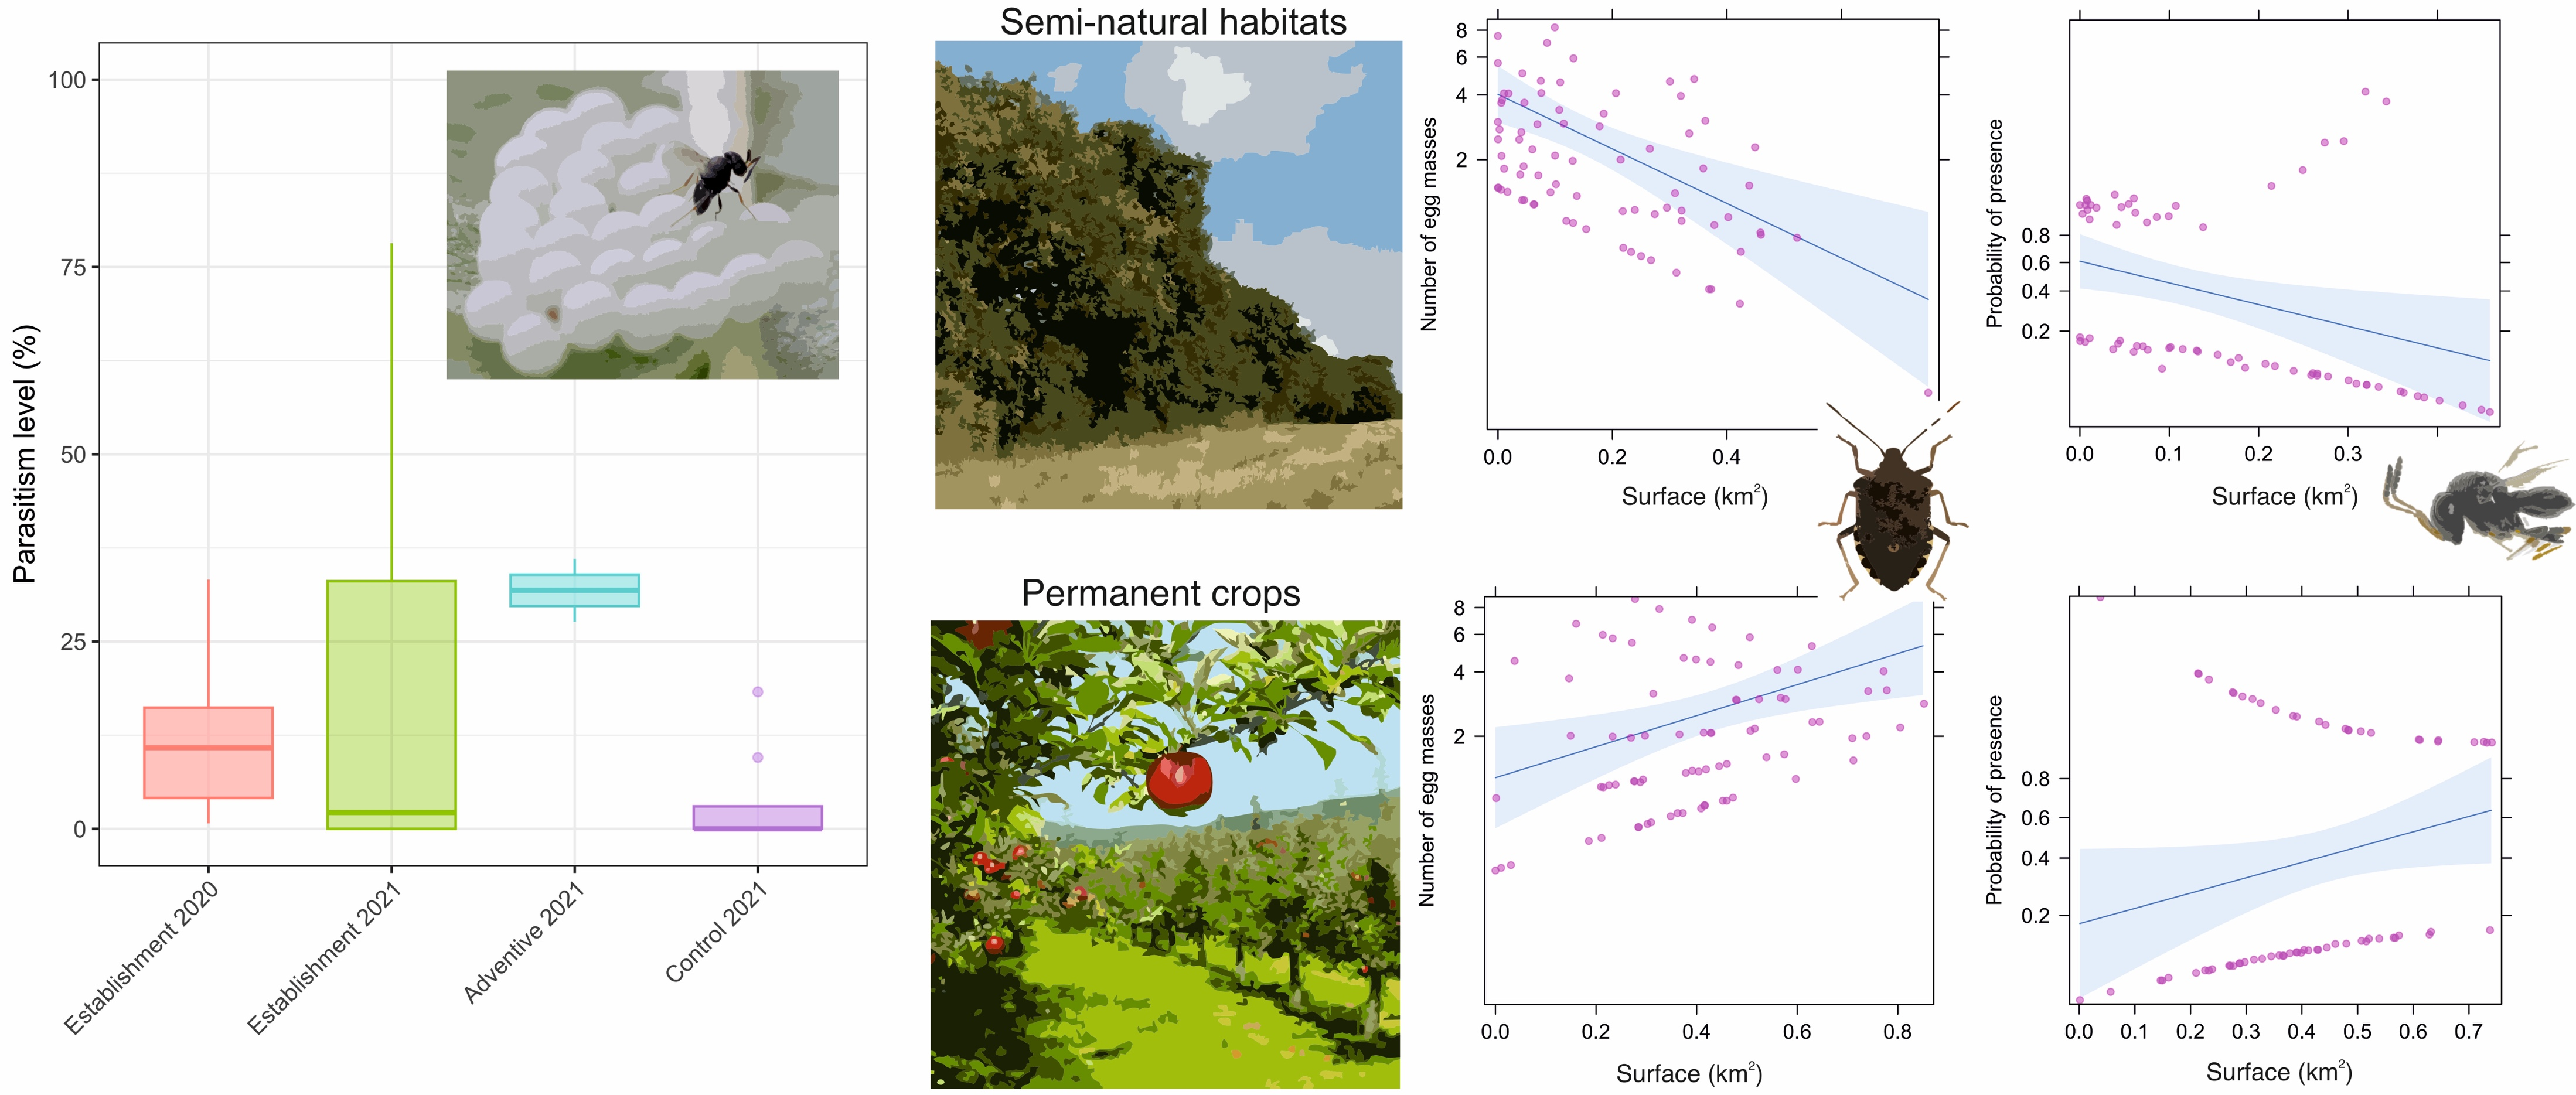 Parasitism level (%)
100
75
50
25
0
Establishment 2020
Establishment 2021
Adventive 2021
Control 2021
Semi-natural habitats
Number of egg masses
8
6
4
2
0.0 0.2 0.4
Surface (km²)
Probability of presence
0.8
0.6
0.4
0.2
0.0 0.1 0.2 0.3
Surface (km²)
Permanent crops
Number of egg masses
8
6
4
2
0.0 0.2 0.4 0.6 0.8
Surface (km²)
Probability of presence
0.8
0.6
0.4
0.2
0.0 0.1 0.2 0.3 0.4 0.5 0.6 0.7
Surface (km²)